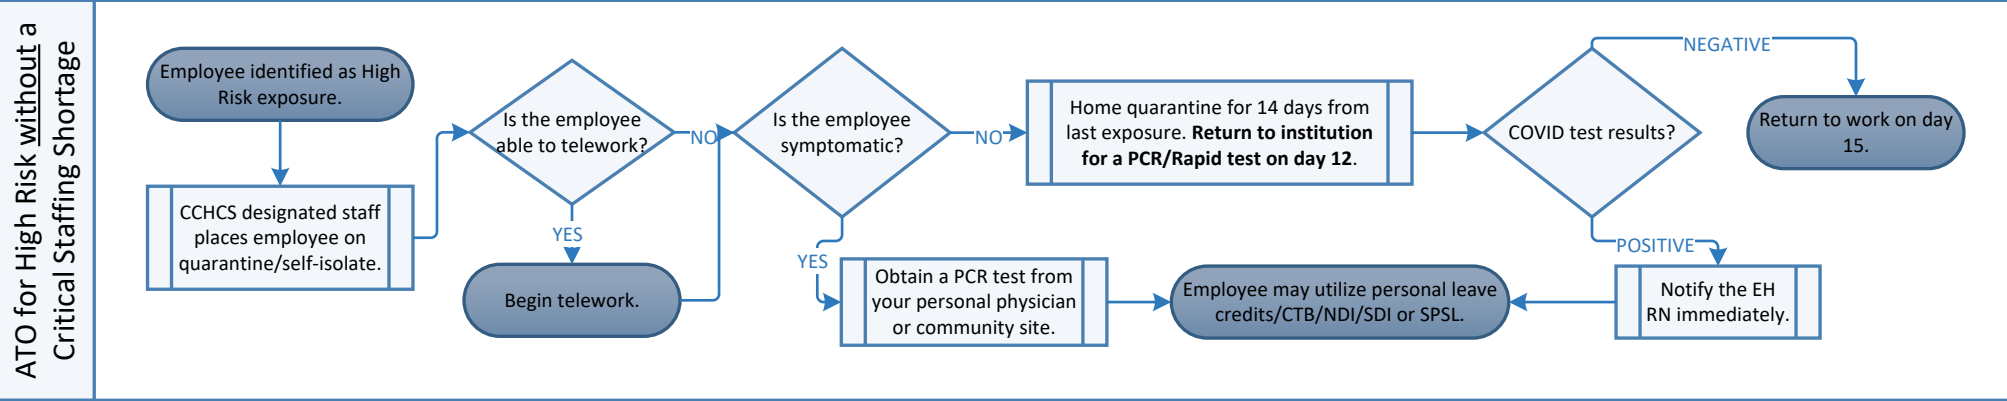 ATO for High Risk without a
Critical Staffing Shortage
Employee identified as High
Risk exposure.
CCHCS designated staff
places employee on
quarantine/self-isolate.
Is the employee
able to telework?
NO
YES
Begin telework.
Is the employee
symptomatic?
NO
YES
Home quarantine for 14 days from
last exposure. Return to institution
for a PCR/Rapid test on day 12.
Obtain a PCR test from
your personal physician
or community site.
Employee may utilize personal leave
credits/CTB/NDI/SDI or SPSL.
COVID test results?
NEGATIVE
Return to work on day
15.
POSITIVE
Notify the EH
RN immediately.